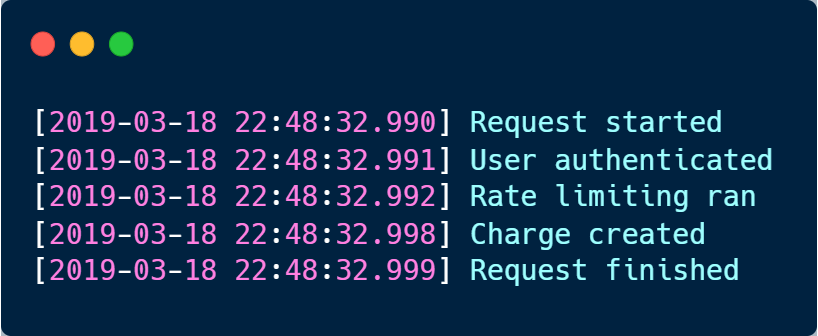 [2019-03-18 22:48:32.990] Request started
[2019-03-18 22:48:32.991] User authenticated
[2019-03-18 22:48:32.992] Rate limiting ran
[2019-03-18 22:48:32.998] Charge created
[2019-03-18 22:48:32.999] Request finished